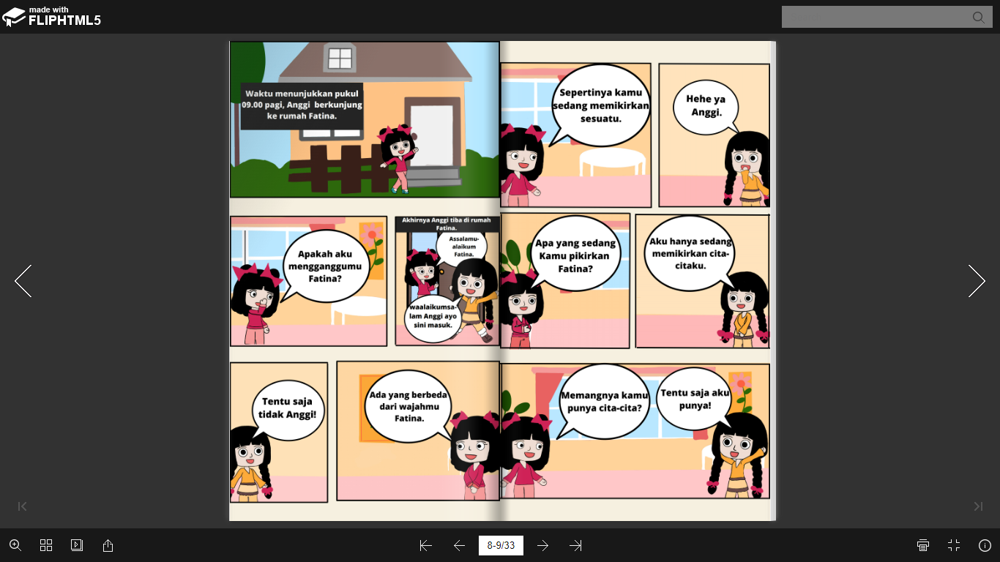 made with
FLIPHTML5
Waktu menunjukkan pukul
09.00 pagi, Anggi berkunjung
ke rumah Fatina.
Apakah aku
mengganggumu
Fatina?
Akhirnya Anggi tiba di rumah
Fatina.
Assalamu-
alaikum
Fatina.
waalaikumsa-
lam Anggi ayo
sini masuk.
Tentu saja
tidak Anggi!
Ada yang berbeda
dari wajahmu
Fatina.
Sepertinya kamu
sedang memikirkan
sesuatu.
Hehe ya
Anggi.
Apa yang sedang
Kamu pikirkan
Fatina?
Aku hanya sedang
memikirkan cita-
citaku.
Memangnya kamu
punya cita-cita?
Tentu saja aku
punya!
8-9/33